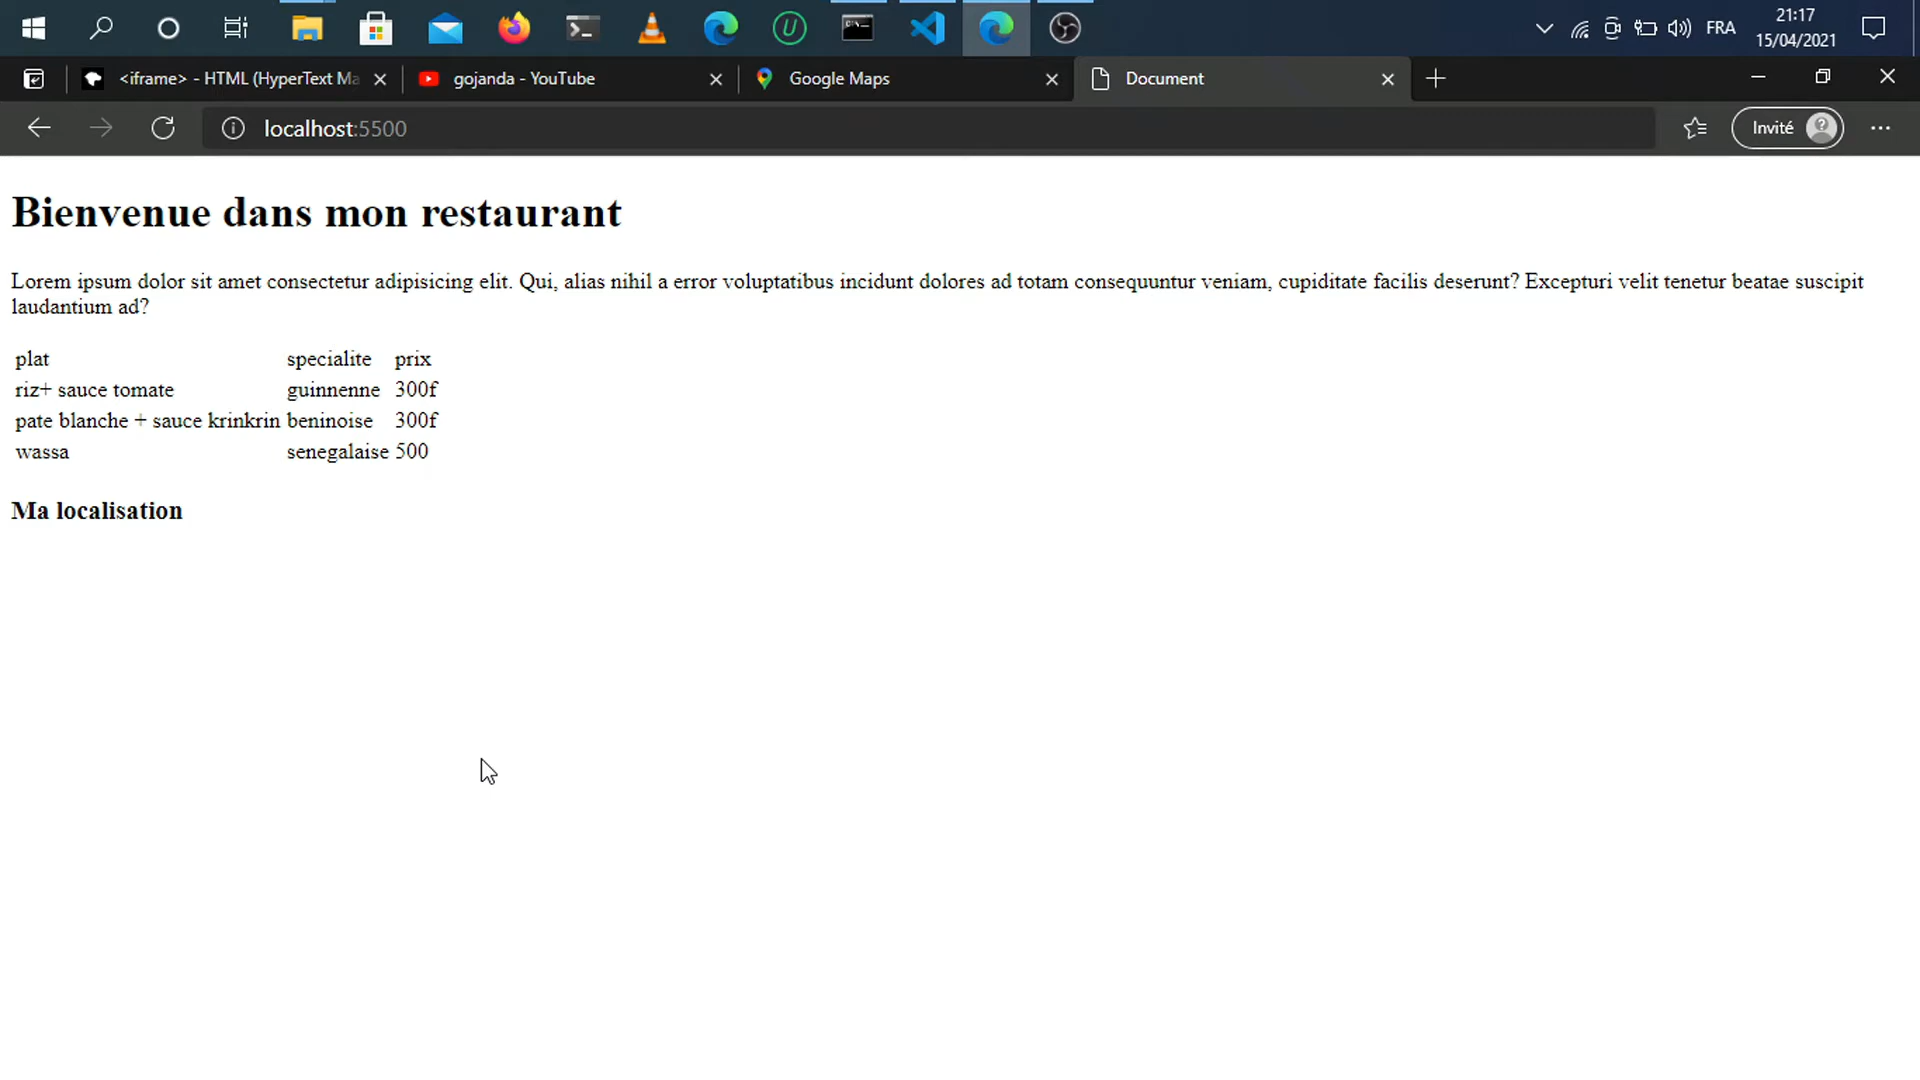 FRA
21:17
15/04/2021
<iframe> - HTML (HyperText Ma
gojanda - YouTube
Google Maps
Document
localhost:5500
Invité
Bienvenue dans mon restaurant
Lorem ipsum dolor sit amet consectetur adipisicing elit. Qui, alias nihil a error voluptatibus incidunt dolores ad totam consequuntur veniam, cupiditate facilis deserunt? Excepturi velit tenetur beatae suscipit
laudantium ad?
plat specialite prix
riz+ sauce tomate guinnenne 300f
pate blanche + sauce krinkrin beninoise 300f
wassa senegalaise 500
Ma localisation